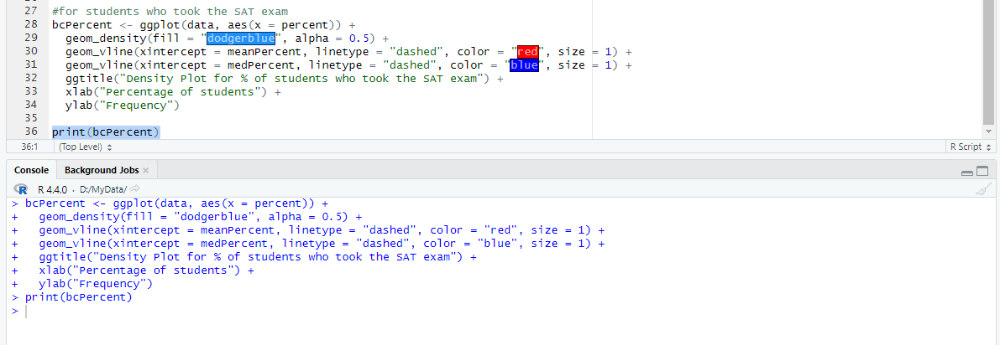 27 #for students who took the SAT exam
28 bcPercent <- ggplot(data, aes(x = percent)) +
29 geom_density(fill = "dodgerblue", alpha = 0.5) +
30 geom_vline(xintercept = meanPercent, linetype = "dashed", color = "red", size = 1) +
31 geom_vline(xintercept = medPercent, linetype = "dashed", color = "blue", size = 1) +
32 ggtitle("Density Plot for % of students who took the SAT exam") +
33 xlab("Percentage of students") +
34 ylab("Frequency")
35
36 print(bcPercent)
36:1 (Top Level) R Script
Console Background Jobs
R R 4.4.0 · D:/MyData/
> bcPercent <- ggplot(data, aes(x = percent)) +
+ geom_density(fill = "dodgerblue", alpha = 0.5) +
+ geom_vline(xintercept = meanPercent, linetype = "dashed", color = "red", size = 1) +
+ geom_vline(xintercept = medPercent, linetype = "dashed", color = "blue", size = 1) +
+ ggtitle("Density Plot for % of students who took the SAT exam") +
+ xlab("Percentage of students") +
+ ylab("Frequency")
> print(bcPercent)
>